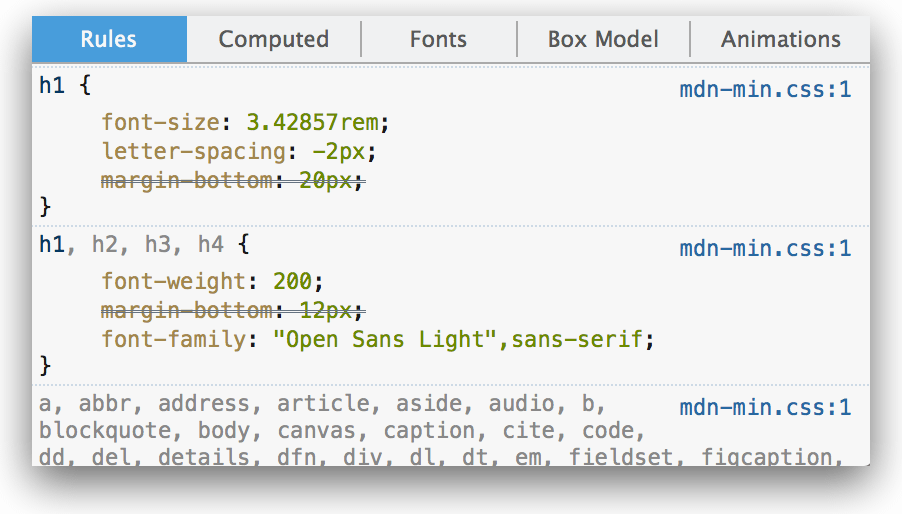 Rules Computed Fonts Box Model Animations
h1 { mdn-min.css:1
font-size: 3.42857rem;
letter-spacing: -2px;
margin-bottom: 20px;
}
h1, h2, h3, h4 { mdn-min.css:1
font-weight: 200;
margin-bottom: 12px;
font-family: "Open Sans Light",sans-serif;
}
a, abbr, address, article, aside, audio, b, mdn-min.css:1
blockquote, body, canvas, caption, cite, code,
dd, del, details, dfn, div, dl, dt, em, fieldset, figcaption,